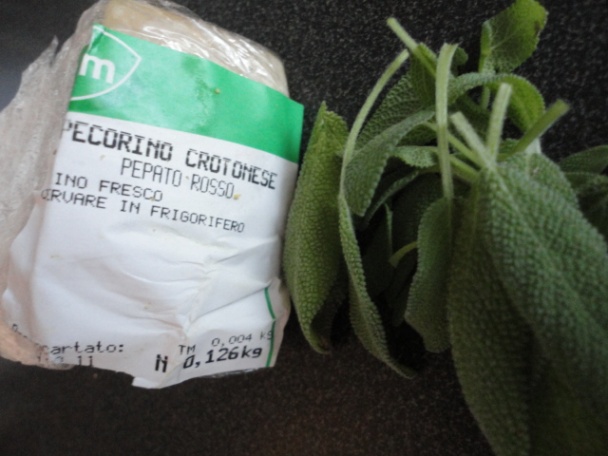 m
PECORINO CROTONESE
PEPATO ROSSO
INO FRESCO
RVARE IN FRIGORIFERO
TM 0,004 KG
cartato:
N 0,126kg